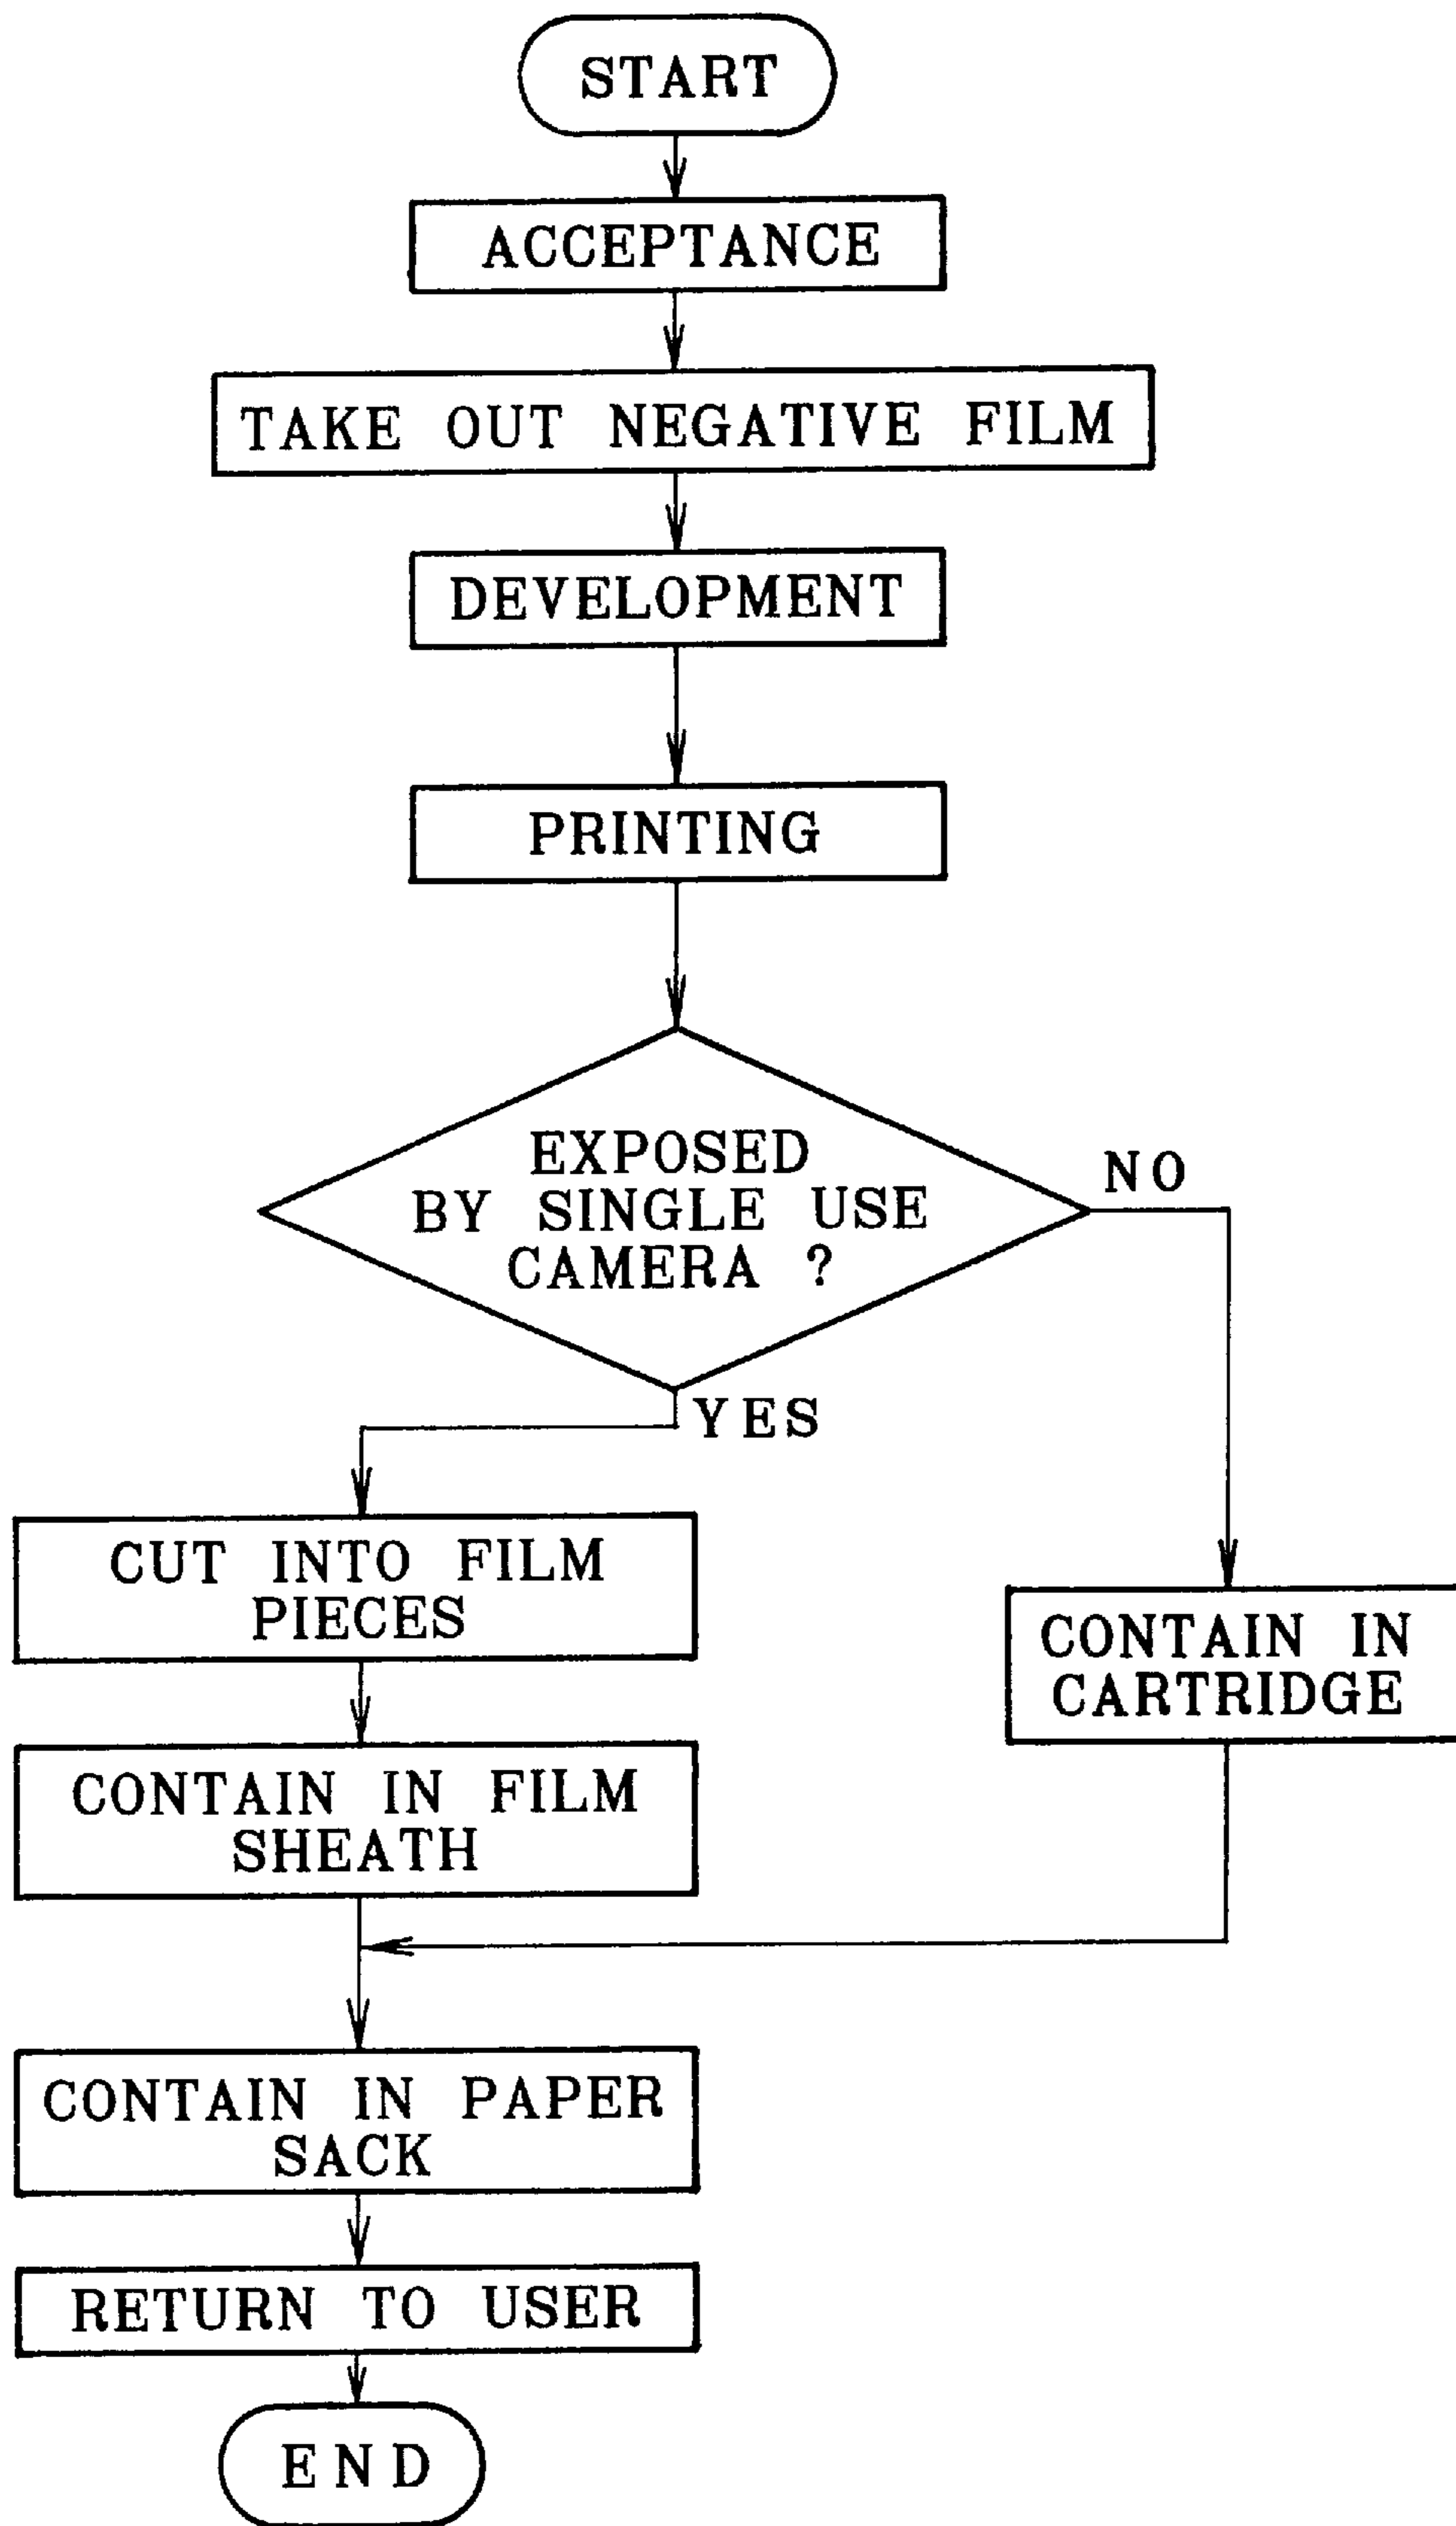 START
ACCEPTANCE
TAKE OUT NEGATIVE FILM
DEVELOPMENT
PRINTING
EXPOSED
BY SINGLE USE
CAMERA ?
NO
YES
CUT INTO FILM
PIECES
CONTAIN IN
CARTRIDGE
CONTAIN IN FILM
SHEATH
CONTAIN IN PAPER
SACK
RETURN TO USER
END